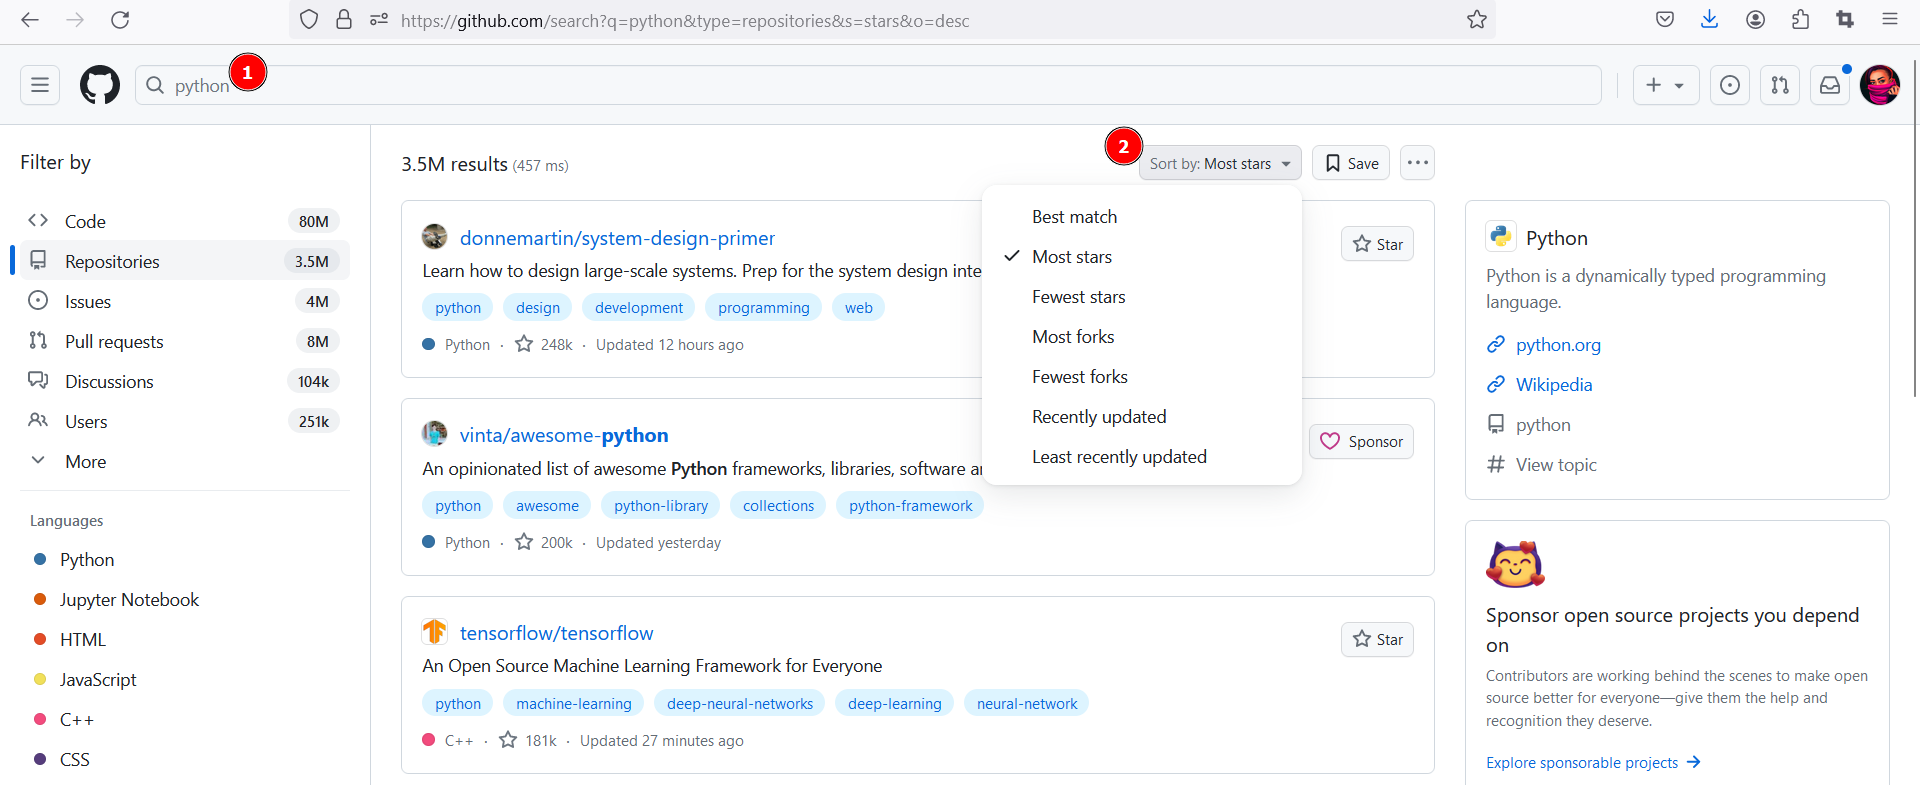 https://github.com/search?q=python&type=repositories&s=stars&o=desc
python
1
Filter by
Code 80M
Repositories 3.5M
Issues 4M
Pull requests 8M
Discussions 104k
Users 251k
More
Languages
Python
Jupyter Notebook
HTML
JavaScript
C++
CSS
3.5M results (457 ms)
2
Sort by: Most stars
Save
Best match
Most stars
Fewest stars
Most forks
Fewest forks
Recently updated
Least recently updated
donnemartin/system-design-primer
Star
Learn how to design large-scale systems. Prep for the system design inte
python design development programming web
Python · 248k · Updated 12 hours ago
vinta/awesome-python
Sponsor
An opinionated list of awesome Python frameworks, libraries, software a
python awesome python-library collections python-framework
Python · 200k · Updated yesterday
tensorflow/tensorflow
Star
An Open Source Machine Learning Framework for Everyone
python machine-learning deep-neural-networks deep-learning neural-network
C++ · 181k · Updated 27 minutes ago
Python
Python is a dynamically typed programming
language.
python.org
Wikipedia
python
# View topic
Sponsor open source projects you depend
on
Contributors are working behind the scenes to make open
source better for everyone—give them the help and
recognition they deserve.
Explore sponsorable projects →